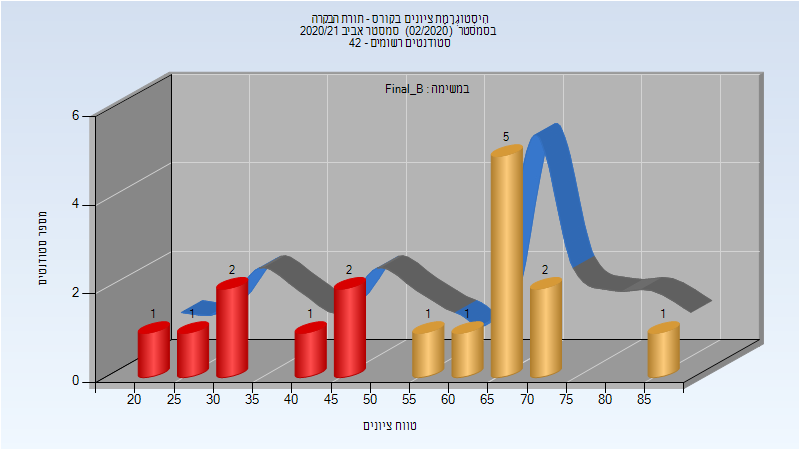 היסטוגרמת ציונים בקורס - תורת הבקרה
בסמסטר (02/2020) סמסטר אביב 2020/21
סטודנטים רשומים - 42
במשימה : Final_B
מספר סטודנטים
6
4
2
0
1
1
2
1
2
1
1
5
2
1
20 25 30 35 40 45 50 55 60 65 70 75 80 85
טווח ציונים